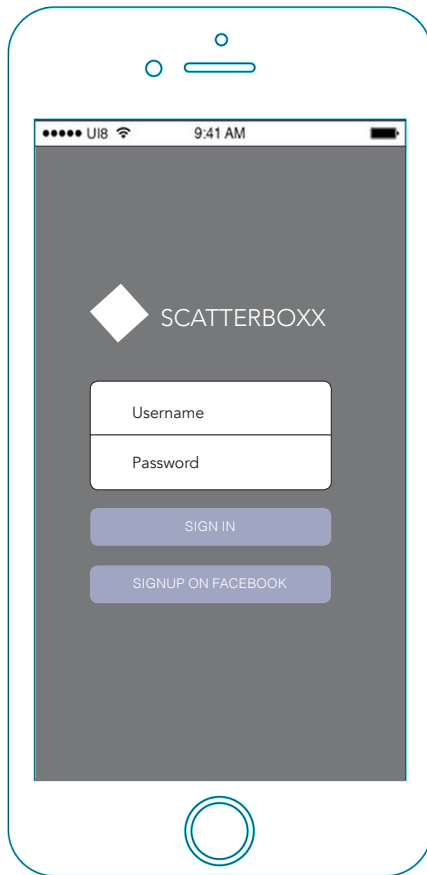 UI8 9:41 AM
SCATTERBOXX
Username
Password
SIGN IN
SIGNUP ON FACEBOOK